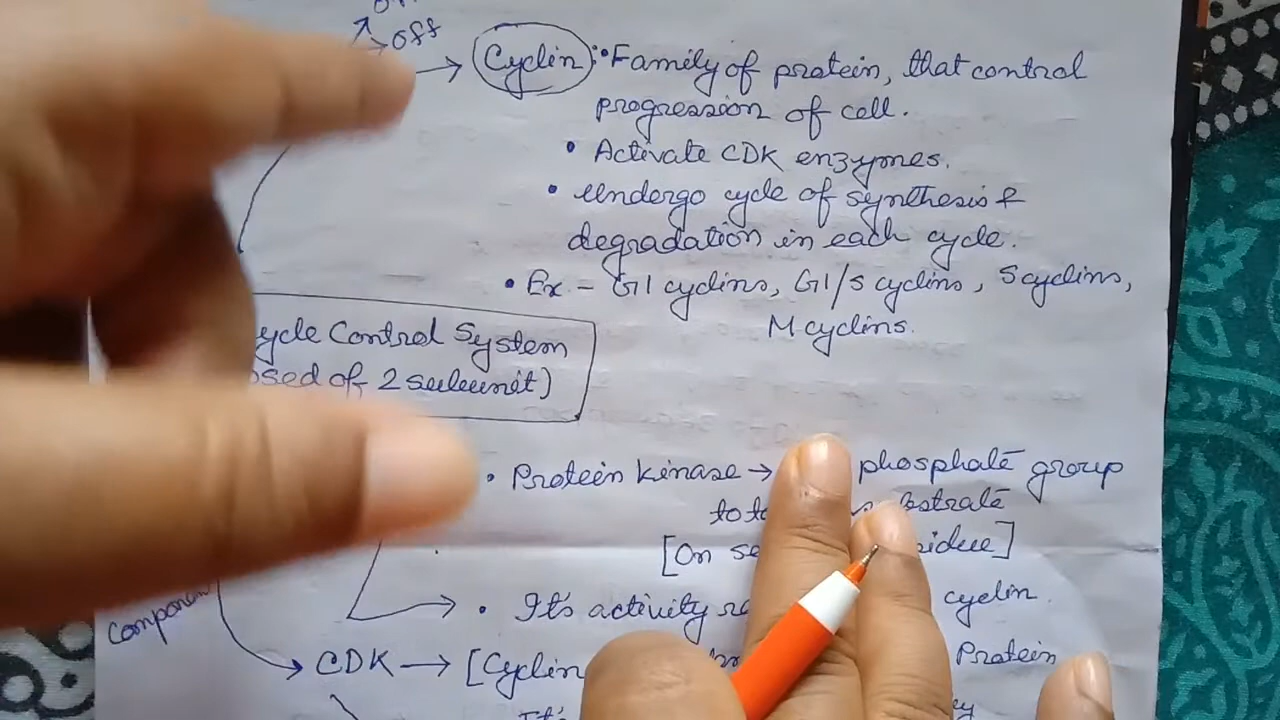 off
Cyclin : • Family of protein, that control
progression of cell.
• Activate CDK enzymes.
• Undergo cycle of synthesis &
degradation in each cycle.
• Ex - G1 cyclins, G1/S cyclins, S cyclins,
M cyclins.
ycle Control System
osed of 2 subunit)
• Protein kinase → phosphate group
[On
• It's activity cyclin.
Component
CDK → [Cyclin Protein
It's